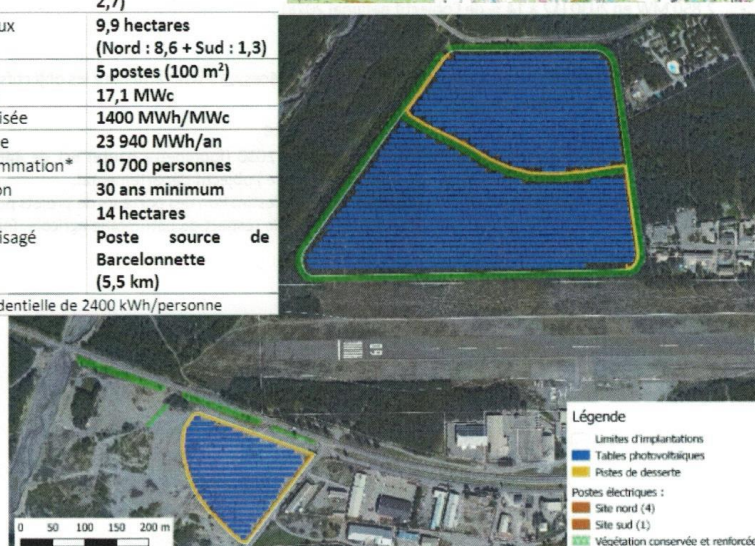 2,7)
ux 9,9 hectares
(Nord : 8,6 + Sud : 1,3)
5 postes (100 m²)
17,1 MWc
isée 1400 MWh/MWc
e 23 940 MWh/an
mmation* 10 700 personnes
on 30 ans minimum
14 hectares
isagé Poste source de
Barcelonnette
(5,5 km)
dentielle de 2400 kWh/personne
09
Légende
Limites d'implantations
Tables photovoltaïques
Pistes de desserte
Postes électriques :
Site nord (4)
Site sud (1)
Végétation conservée et renforcée
0 50 100 150 200 m